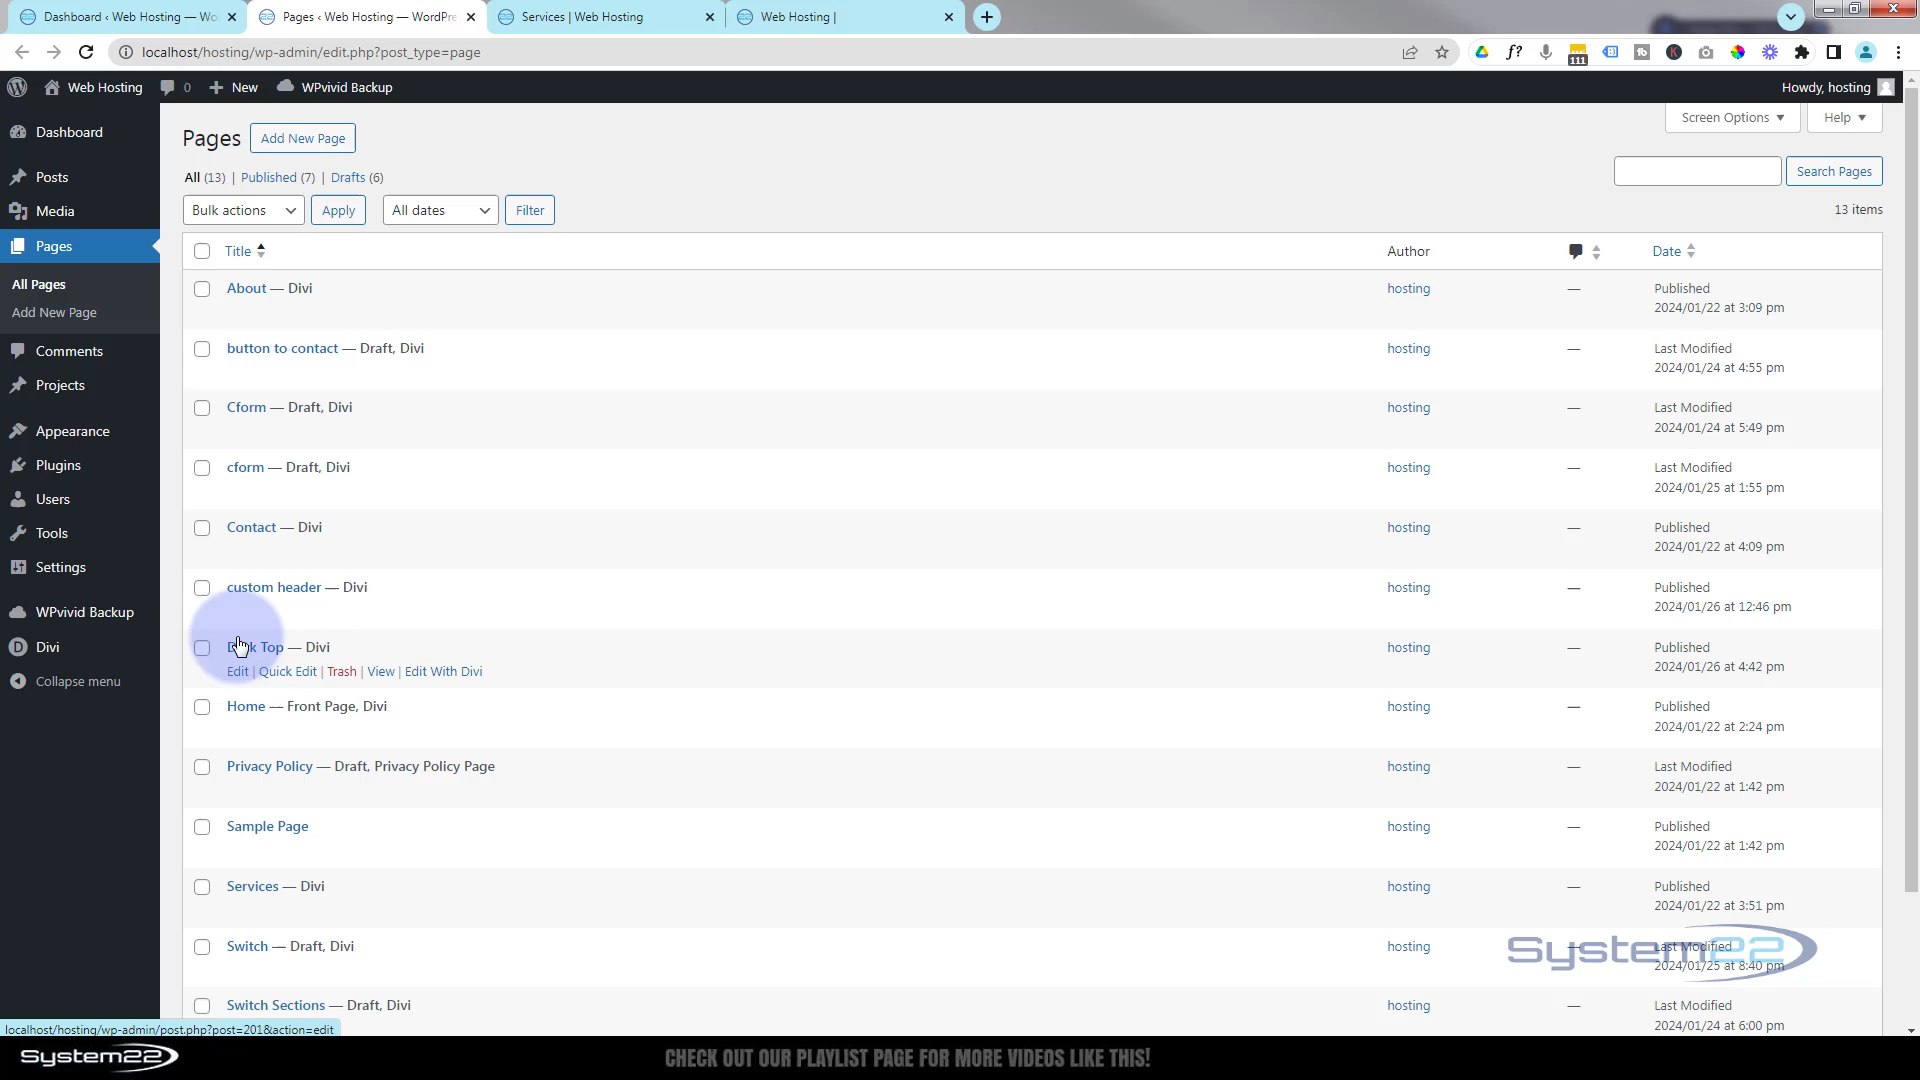 Dashboard ‹ Web Hosting — Wo
Pages ‹ Web Hosting — WordPre
Services | Web Hosting
Web Hosting |
localhost/hosting/wp-admin/edit.php?post_type=page
f?
111
tb
K
Web Hosting
0
New
WPvivid Backup
Howdy, hosting
Dashboard
Posts
Media
Pages
All Pages
Add New Page
Comments
Projects
Appearance
Plugins
Users
Tools
Settings
WPvivid Backup
D Divi
Collapse menu
Pages
Add New Page
Screen Options
Help
All (13) | Published (7) | Drafts (6)
Search Pages
Bulk actions
Apply
All dates
Filter
13 items
Title
Author
Date
About — Divi
hosting
—
Published
2024/01/22 at 3:09 pm
button to contact — Draft, Divi
hosting
—
Last Modified
2024/01/24 at 4:55 pm
Cform — Draft, Divi
hosting
—
Last Modified
2024/01/24 at 5:49 pm
cform — Draft, Divi
hosting
—
Last Modified
2024/01/25 at 1:55 pm
Contact — Divi
hosting
—
Published
2024/01/22 at 4:09 pm
custom header — Divi
hosting
—
Published
2024/01/26 at 12:46 pm
Top — Divi
Edit | Quick Edit | Trash | View | Edit With Divi
hosting
—
Published
2024/01/26 at 4:42 pm
Home — Front Page, Divi
hosting
—
Published
2024/01/22 at 2:24 pm
Privacy Policy — Draft, Privacy Policy Page
hosting
—
Last Modified
2024/01/22 at 1:42 pm
Sample Page
hosting
—
Published
2024/01/22 at 1:42 pm
Services — Divi
hosting
—
Published
2024/01/22 at 3:51 pm
Switch — Draft, Divi
hosting
—
Last Modified
2024/01/25 at 8:40 pm
System22
Switch Sections — Draft, Divi
hosting
—
Last Modified
2024/01/24 at 6:00 pm
localhost/hosting/wp-admin/post.php?post=201&action=edit
System22
CHECK OUT OUR PLAYLIST PAGE FOR MORE VIDEOS LIKE THIS!